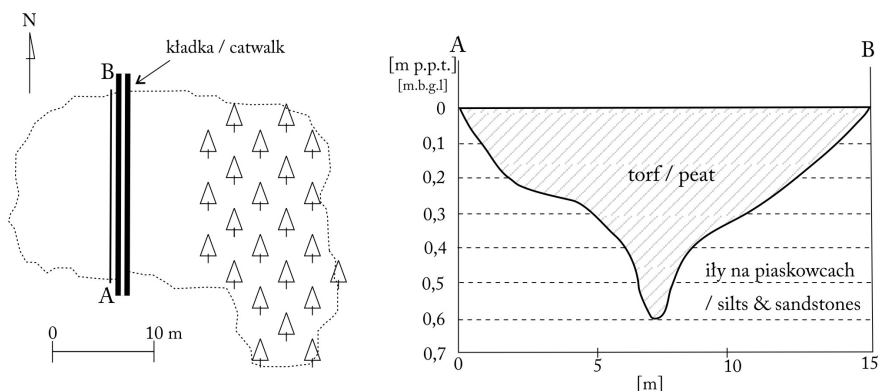 N
kładka / catwalk
B
A
0 10 m
A
B
[m p.p.t.]
[m.b.g.l]
0
0,1
0,2
0,3
0,4
0,5
0,6
0,7
torf / peat
iły na piaskowcach
/ silts & sandstones
0 5 10 15
[m]